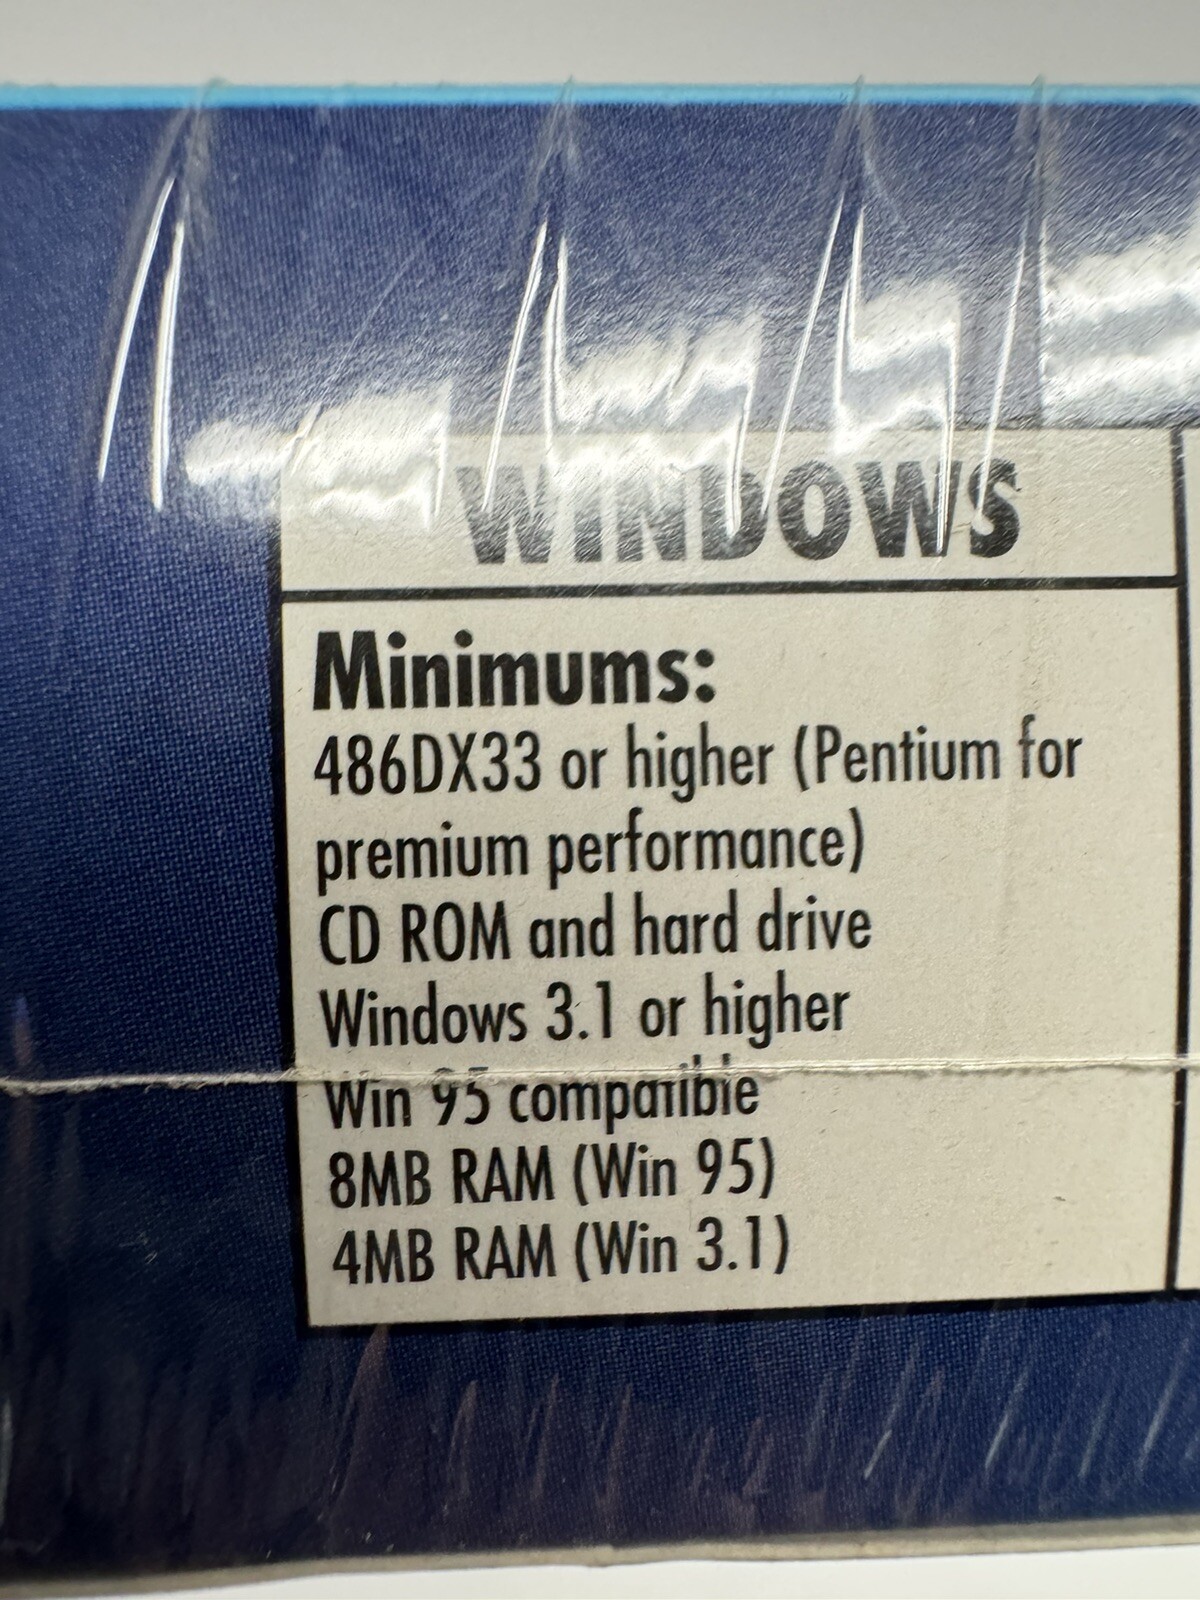 WINDOWS
Minimums:
486DX33 or higher (Pentium for
premium performance)
CD ROM and hard drive
Windows 3.1 or higher
Win 95 compatible
8MB RAM (Win 95)
4MB RAM (Win 3.1)